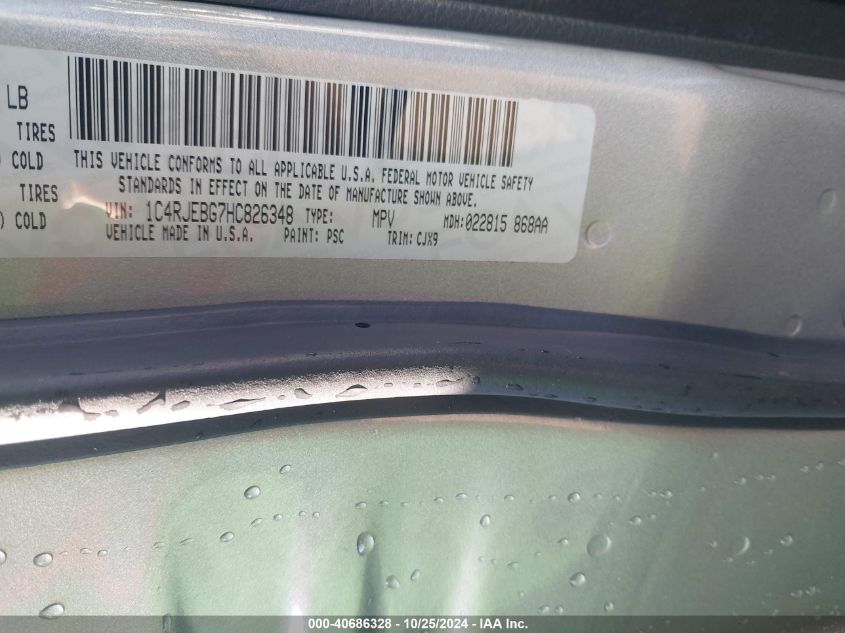 LB
TIRES
) COLD
TIRES
) COLD
THIS VEHICLE CONFORMS TO ALL APPLICABLE U.S.A. FEDERAL MOTOR VEHICLE SAFETY
STANDARDS IN EFFECT ON THE DATE OF MANUFACTURE SHOWN ABOVE.
VIN: 1C4RJEBG7HC826348 TYPE: MPV MDH:022815 868AA
VEHICLE MADE IN U.S.A. PAINT: PSC TRIM: CJX9
000-40686328 - 10/25/2024 - IAA Inc.